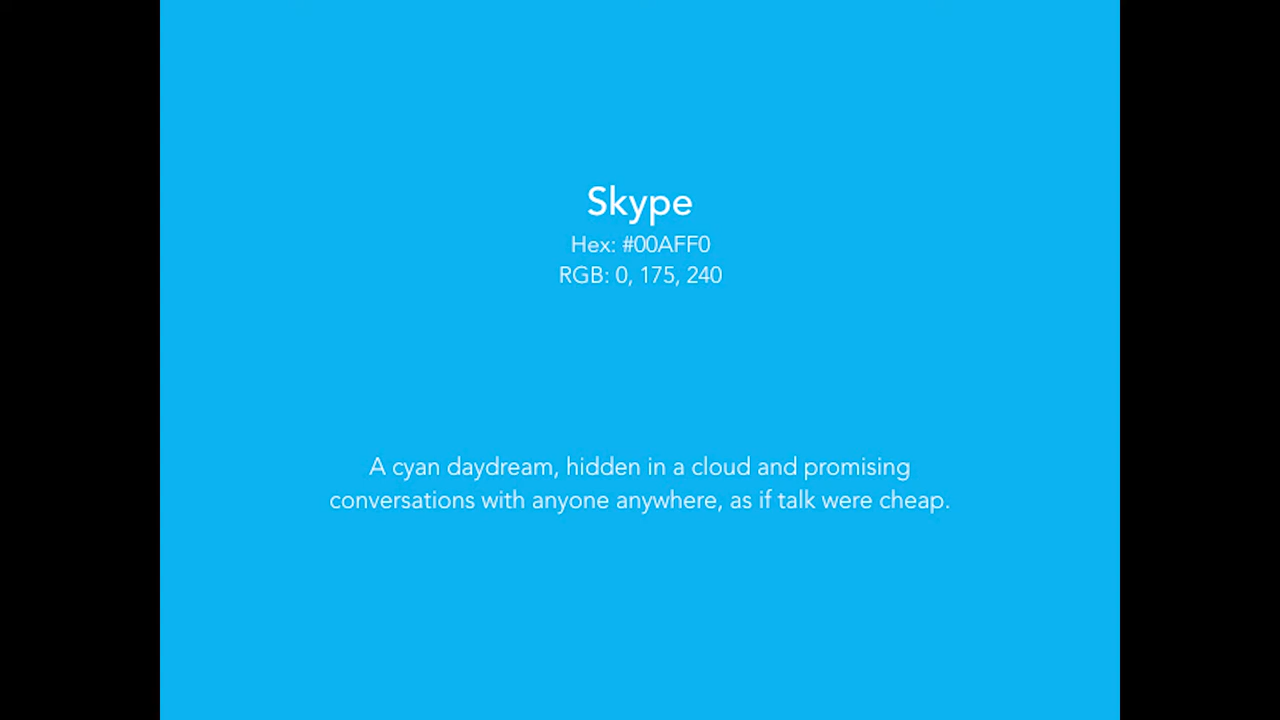 Skype
Hex: #00AFF0
RGB: 0, 175, 240
A cyan daydream, hidden in a cloud and promising
conversations with anyone anywhere, as if talk were cheap.